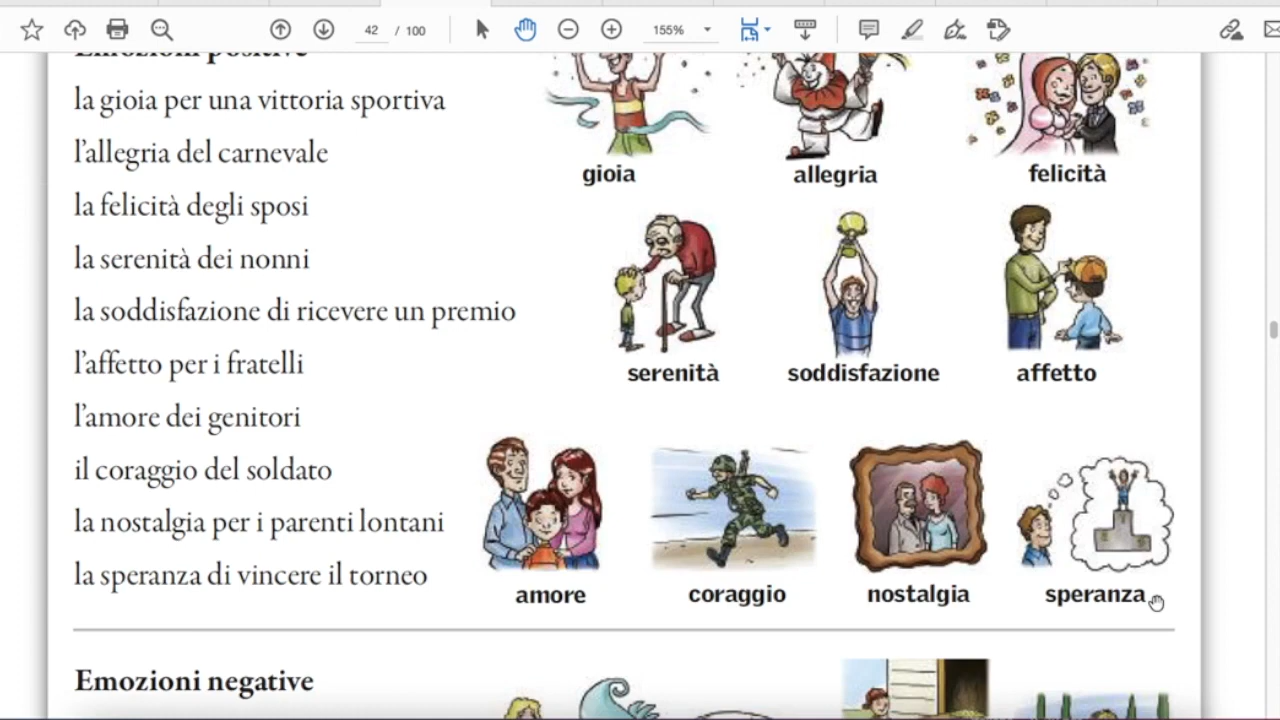 42 / 100
155%
Emozioni positive
la gioia per una vittoria sportiva
l'allegria del carnevale
la felicità degli sposi
la serenità dei nonni
la soddisfazione di ricevere un premio
l'affetto per i fratelli
l'amore dei genitori
il coraggio del soldato
la nostalgia per i parenti lontani
la speranza di vincere il torneo
gioia
allegria
felicità
serenità
soddisfazione
affetto
amore
coraggio
nostalgia
speranza
Emozioni negative